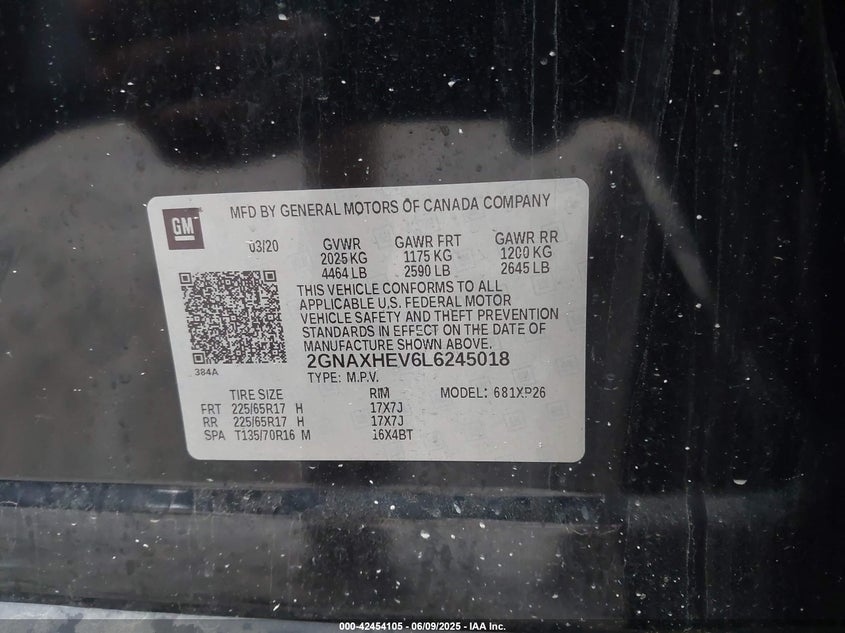 GM
MFD BY GENERAL MOTORS OF CANADA COMPANY
03/20 GVWR GAWR FRT GAWR RR
2025 KG 1175 KG 1200 KG
4464 LB 2590 LB 2645 LB
THIS VEHICLE CONFORMS TO ALL
APPLICABLE U.S. FEDERAL MOTOR
VEHICLE SAFETY AND THEFT PREVENTION
STANDARDS IN EFFECT ON THE DATE OF
MANUFACTURE SHOWN ABOVE.
384A
2GNAXHEV6L6245018
TYPE: M.P.V.
TIRE SIZE RIM MODEL: 681XP26
FRT 225/65R17 H 17X7J
RR 225/65R17 H 17X7J
SPA T135/70R16 M 16X4BT
000-42454105 - 06/09/2025 - IAA Inc.